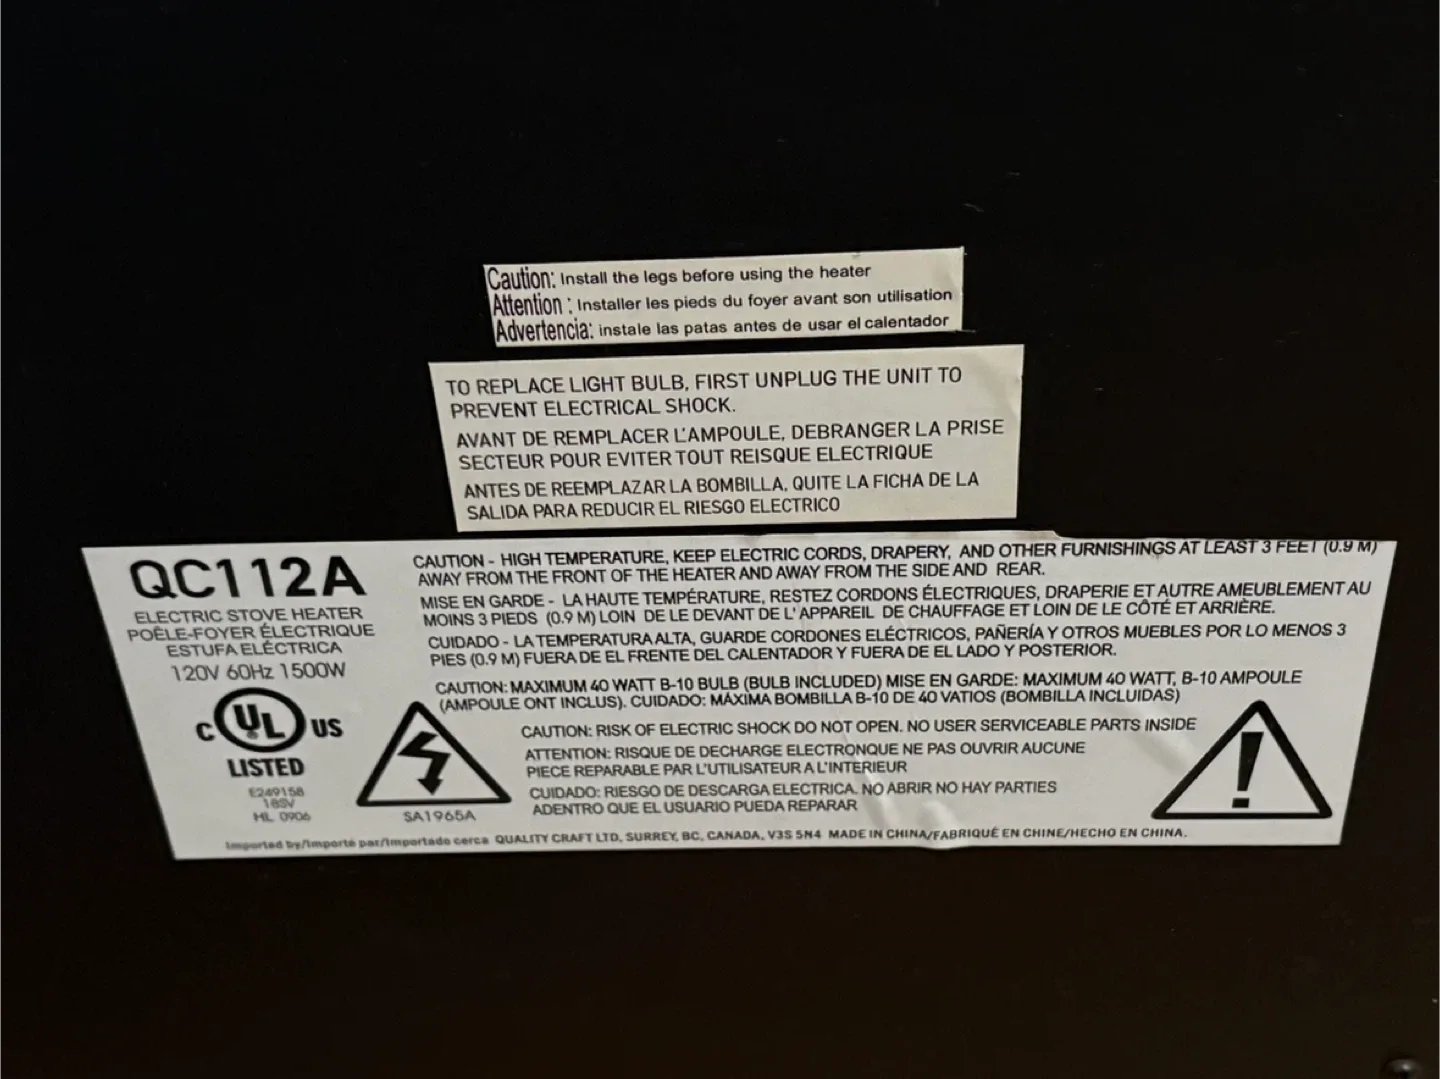 Caution: Install the legs before using the heater
Attention : Installer les pieds du foyer avant son utilisation
Advertencia: instale las patas antes de usar el calentador
TO REPLACE LIGHT BULB, FIRST UNPLUG THE UNIT TO
PREVENT ELECTRICAL SHOCK.
AVANT DE REMPLACER L'AMPOULE, DEBRANGER LA PRISE
SECTEUR POUR EVITER TOUT REISQUE ELECTRIQUE
ANTES DE REEMPLAZAR LA BOMBILLA, QUITE LA FICHA DE LA
SALIDA PARA REDUCIR EL RIESGO ELECTRICO
QC112A
ELECTRIC STOVE HEATER
POÊLE-FOYER ÉLECTRIQUE
ESTUFA ELÉCTRICA
120V 60Hz 1500W
C UL US
®
LISTED
E249158
18SV
HL 0906
CAUTION - HIGH TEMPERATURE, KEEP ELECTRIC CORDS, DRAPERY, AND OTHER FURNISHINGS AT LEAST 3 FEET (0.9 M)
AWAY FROM THE FRONT OF THE HEATER AND AWAY FROM THE SIDE AND REAR.
MISE EN GARDE - LA HAUTE TEMPÉRATURE, RESTEZ CORDONS ÉLECTRIQUES, DRAPERIE ET AUTRE AMEUBLEMENT AU
MOINS 3 PIEDS (0.9 M) LOIN DE LE DEVANT DE L' APPAREIL DE CHAUFFAGE ET LOIN DE LE CÔTÉ ET ARRIÈRE.
CUIDADO - LA TEMPERATURA ALTA, GUARDE CORDONES ELÉCTRICOS, PAÑERÍA Y OTROS MUEBLES POR LO MENOS 3
PIES (0.9 M) FUERA DE EL FRENTE DEL CALENTADOR Y FUERA DE EL LADO Y POSTERIOR.
CAUTION: MAXIMUM 40 WATT B-10 BULB (BULB INCLUDED) MISE EN GARDE: MAXIMUM 40 WATT, B-10 AMPOULE
(AMPOULE ONT INCLUS). CUIDADO: MÁXIMA BOMBILLA B-10 DE 40 VATIOS (BOMBILLA INCLUIDAS)
CAUTION: RISK OF ELECTRIC SHOCK DO NOT OPEN. NO USER SERVICEABLE PARTS INSIDE
ATTENTION: RISQUE DE DECHARGE ELECTRONQUE NE PAS OUVRIR AUCUNE
PIECE REPARABLE PAR L'UTILISATEUR A L'INTERIEUR
CUIDADO: RIESGO DE DESCARGA ELECTRICA. NO ABRIR NO HAY PARTIES
ADENTRO QUE EL USUARIO PUEDA REPARAR
SA1965A
Imported by/Importé par/Importado cerca QUALITY CRAFT LTD, SURREY, BC, CANADA, V3S 5N4 MADE IN CHINA/FABRIQUÉ EN CHINE/HECHO EN CHINA.